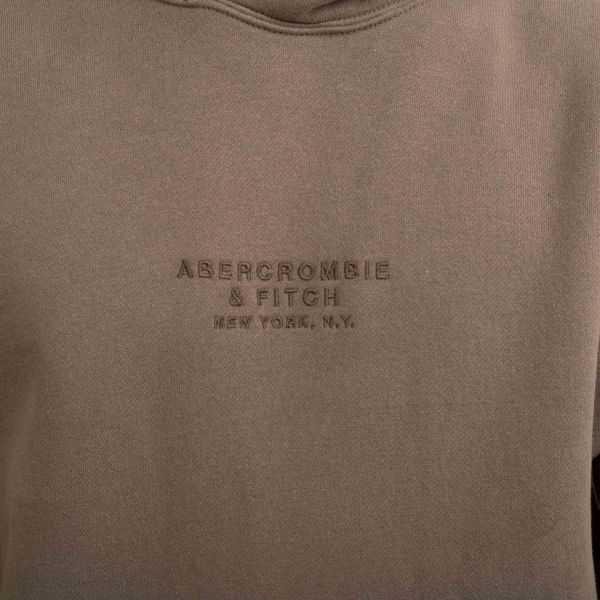 ABERCROMBIE
& FITCH
NEW YORK, N.Y.